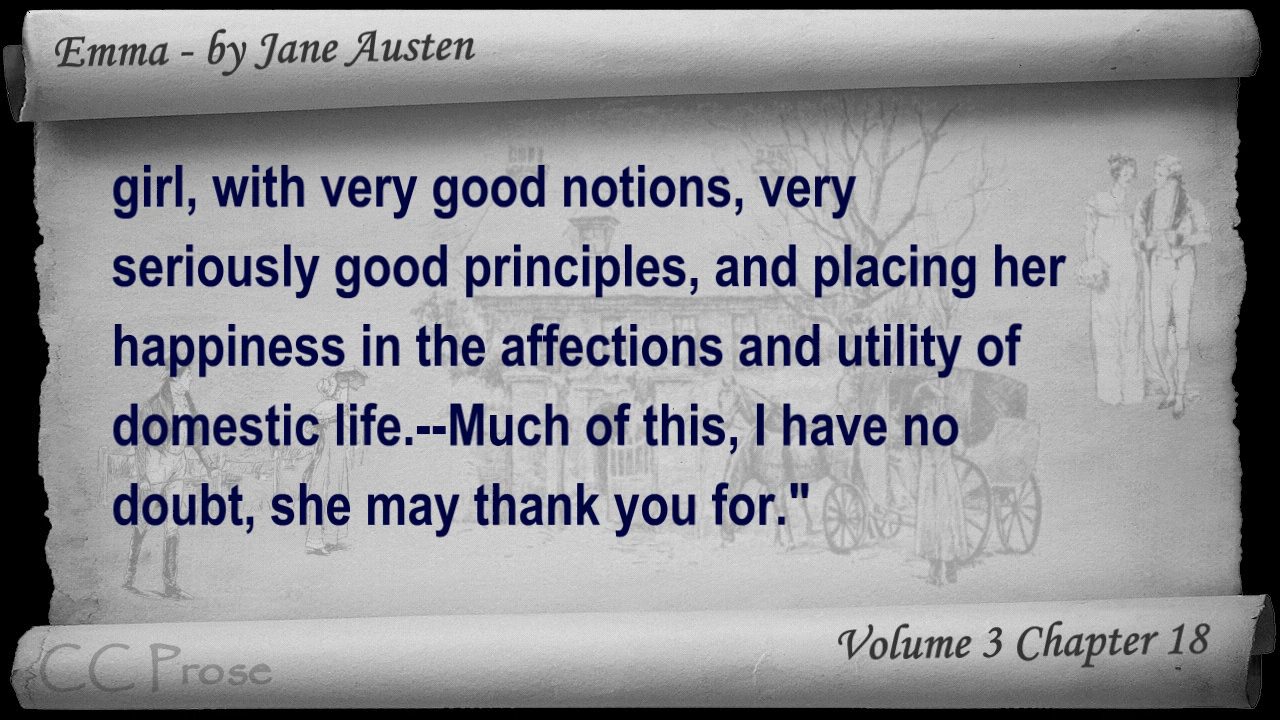 Emma - by Jane Austen
girl, with very good notions, very
seriously good principles, and placing her
happiness in the affections and utility of
domestic life.--Much of this, I have no
doubt, she may thank you for."
Volume 3 Chapter 18
CC Prose